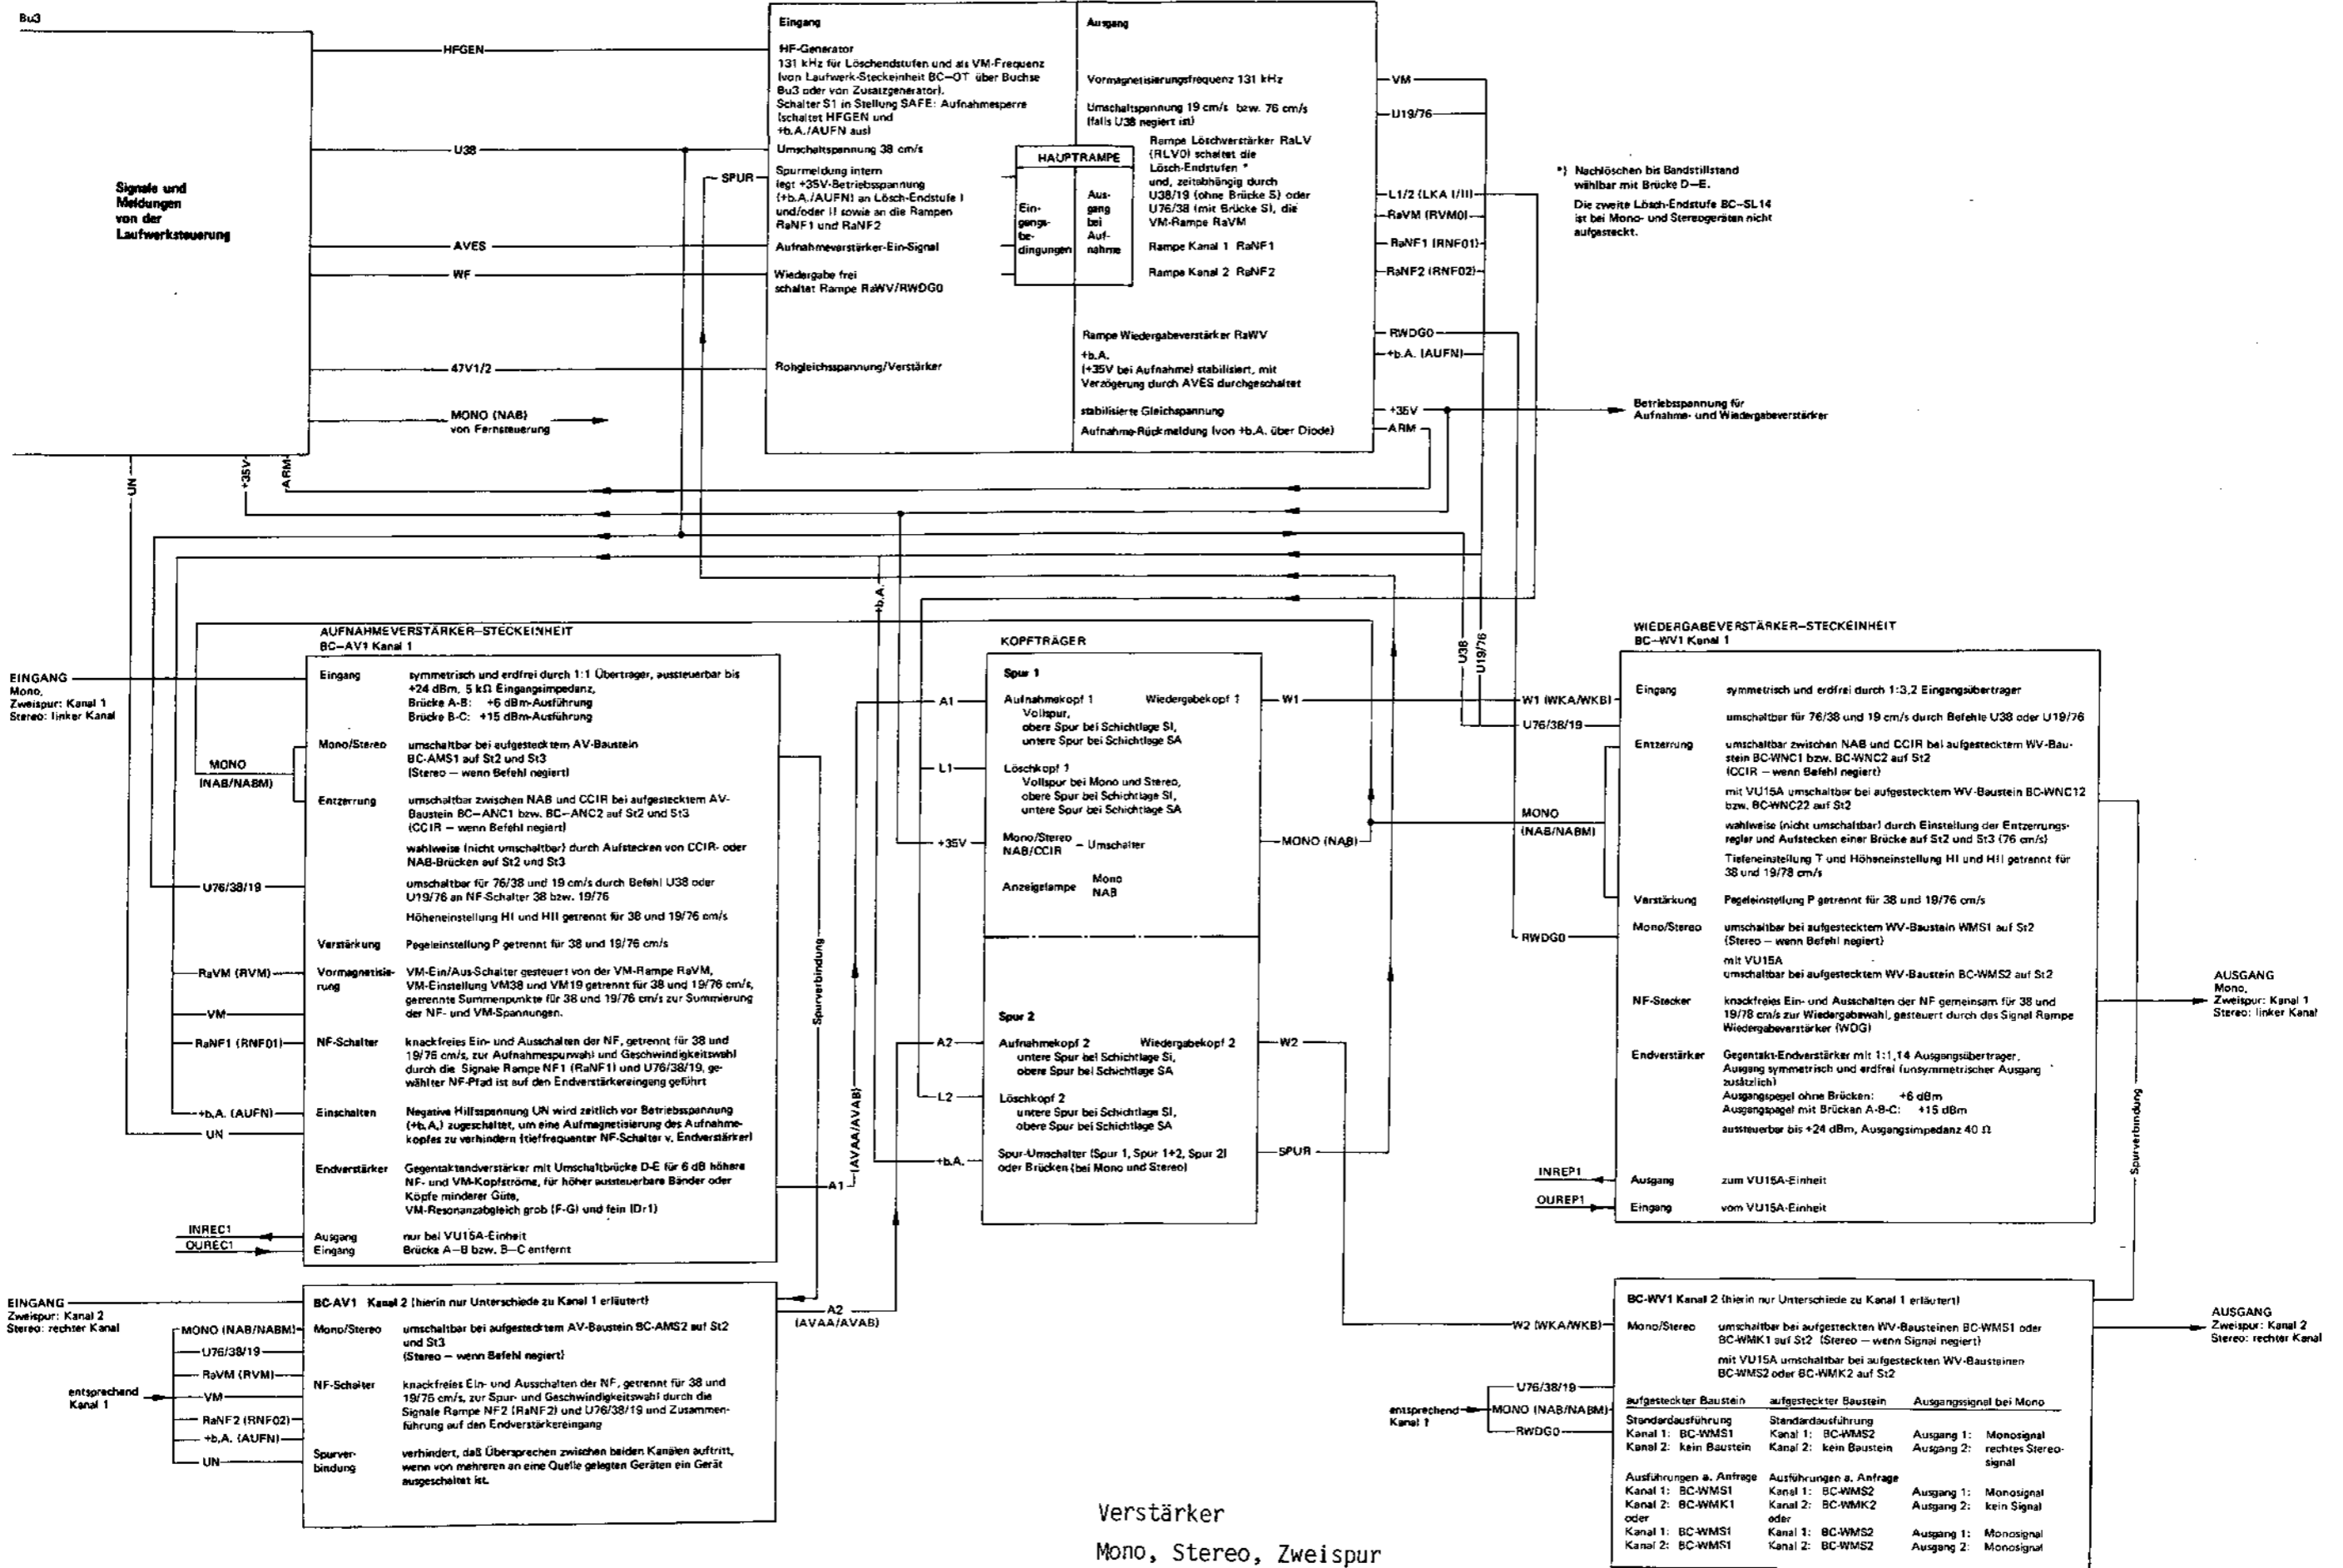 Bu3
Signale und
Meldungen
von der
Laufwerksteuerung
HFGEN
U38
SPUR
AVES
WF
47V1/2
MONO (NAB)
von Fernsteuerung
UN
+35V
ARM
Eingang
HF-Generator
131 kHz für Löschendstufen und als VM-Frequenz
(von Laufwerk-Steckeinheit BC-OT über Buchse
Bu3 oder von Zusatzgenerator).
Schalter S1 in Stellung SAFE: Aufnahmesperre
(schaltet HFGEN und
+b.A./AUFN aus)
Umschaltspannung 38 cm/s
Spurmeldung intern
legt +35V-Betriebsspannung
(+b.A./AUFN) an Lösch-Endstufe I
und/oder II sowie an die Rampen
RaNF1 und RaNF2
Aufnahmeverstärker-Ein-Signal
Wiedergabe frei
schaltet Rampe RaWV/RWDG0
Rohgleichsspannung/Verstärker
HAUPTRAMPE
Ein-
gangs-
be-
dingungen
Aus-
gang
bei
Auf-
nahme
Ausgang
Vormagnetisierungsfrequenz 131 kHz
Umschaltspannung 19 cm/s bzw. 76 cm/s
(falls U38 negiert ist)
Rampe Löschverstärker RaLV
(RLV0) schaltet die
Lösch-Endstufen *
und, zeitabhängig durch
U38/19 (ohne Brücke S) oder
U76/38 (mit Brücke S), die
VM-Rampe RaVM
Rampe Kanal 1 RaNF1
Rampe Kanal 2 RaNF2
Rampe Wiedergabeverstärker RaWV
+b.A.
(+35V bei Aufnahme) stabilisiert, mit
Verzögerung durch AVES durchgeschaltet
stabilisierte Gleichspannung
Aufnahme-Rückmeldung (von +b.A. über Diode)
VM
U19/76
L1/2 (LKA I/II)
RaVM (RVM0)
RaNF1 (RNF01)
RaNF2 (RNF02)
RWDG0
+b.A. (AUFN)
+35V
ARM
*) Nachlöschen bis Bandstillstand
wählbar mit Brücke D-E.
Die zweite Lösch-Endstufe BC-SL14
ist bei Mono- und Stereogeräten nicht
aufgesteckt.
Betriebsspannung für
Aufnahme- und Wiedergabeverstärker
+b.A.
U38
U19/76
AUFNAHMEVERSTÄRKER-STECKEINHEIT
BC-AV1 Kanal 1
EINGANG
Mono,
Zweispur: Kanal 1
Stereo: linker Kanal
MONO
(NAB/NABM)
U76/38/19
RaVM (RVM)
VM
RaNF1 (RNF01)
+b.A. (AUFN)
UN
INREC1
OUREC1
Eingang symmetrisch und erdfrei durch 1:1 Übertrager, aussteuerbar bis
+24 dBm, 5 kΩ Eingangsimpedanz,
Brücke A-B: +6 dBm-Ausführung
Brücke B-C: +15 dBm-Ausführung
Mono/Stereo umschaltbar bei aufgestecktem AV-Baustein
BC-AMS1 auf St2 und St3
(Stereo - wenn Befehl negiert)
Entzerrung umschaltbar zwischen NAB und CCIR bei aufgestecktem AV-
Baustein BC-ANC1 bzw. BC-ANC2 auf St2 und St3
(CCIR - wenn Befehl negiert)
wahlweise (nicht umschaltbar) durch Aufstecken von CCIR- oder
NAB-Brücken auf St2 und St3
umschaltbar für 76/38 und 19 cm/s durch Befehl U38 oder
U19/76 an NF-Schalter 38 bzw. 19/76
Höheneinstellung HI und HII getrennt für 38 und 19/76 cm/s
Verstärkung Pegeleinstellung P getrennt für 38 und 19/76 cm/s
Vormagnetisie- VM-Ein/Aus-Schalter gesteuert von der VM-Rampe RaVM,
rung VM-Einstellung VM38 und VM19 getrennt für 38 und 19/76 cm/s,
getrennte Summenpunkte für 38 und 19/76 cm/s zur Summierung
der NF- und VM-Spannungen.
NF-Schalter knackfreies Ein- und Ausschalten der NF, getrennt für 38 und
19/76 cm/s, zur Aufnahmespurwahl und Geschwindigkeitswahl
durch die Signale Rampe NF1 (RaNF1) und U76/38/19, ge-
wählter NF-Pfad ist auf den Endverstärkereingang geführt
Einschalten Negative Hilfsspannung UN wird zeitlich vor Betriebsspannung
(+b.A.) zugeschaltet, um eine Aufmagnetisierung des Aufnahme-
kopfes zu verhindern (tieffrequenter NF-Schalter v. Endverstärker)
Endverstärker Gegentaktendverstärker mit Umschaltbrücke D-E für 6 dB höhere
NF- und VM-Kopfströme, für höher aussteuerbare Bänder oder
Köpfe minderer Güte,
VM-Resonanzabgleich grob (F-G) und fein (Dr1)
Ausgang nur bei VU15A-Einheit
Eingang Brücke A-B bzw. B-C entfernt
Spurverbindung
A1
(AVAA/AVAB)
KOPFTRÄGER
Spur 1
Aufnahmekopf 1 Wiedergabekopf 1
Vollspur,
obere Spur bei Schichtlage SI,
untere Spur bei Schichtlage SA
Löschkopf 1
Vollspur bei Mono und Stereo,
obere Spur bei Schichtlage SI,
untere Spur bei Schichtlage SA
Mono/Stereo
NAB/CCIR - Umschalter
Anzeigelampe Mono
NAB
Spur 2
Aufnahmekopf 2 Wiedergabekopf 2
untere Spur bei Schichtlage SI,
obere Spur bei Schichtlage SA
Löschkopf 2
untere Spur bei Schichtlage SI,
obere Spur bei Schichtlage SA
Spur-Umschalter (Spur 1, Spur 1+2, Spur 2)
oder Brücken (bei Mono und Stereo)
A1
L1
+35V
A2
L2
+b.A.
W1
MONO (NAB)
W2
SPUR
WIEDERGABEVERSTÄRKER-STECKEINHEIT
BC-WV1 Kanal 1
W1 (WKA/WKB)
U76/38/19
MONO
(NAB/NABM)
RWDG0
INREP1
OUREP1
Eingang symmetrisch und erdfrei durch 1:3,2 Eingangsübertrager
umschaltbar für 76/38 und 19 cm/s durch Befehle U38 oder U19/76
Entzerrung umschaltbar zwischen NAB und CCIR bei aufgestecktem WV-Bau-
stein BC-WNC1 bzw. BC-WNC2 auf St2
(CCIR - wenn Befehl negiert)
mit VU15A umschaltbar bei aufgestecktem WV-Baustein BC-WNC12
bzw. BC-WNC22 auf St2
wahlweise (nicht umschaltbar) durch Einstellung der Entzerrungs-
regler und Aufstecken einer Brücke auf St2 und St3 (76 cm/s)
Tiefeneinstellung T und Höheneinstellung HI und HII getrennt für
38 und 19/78 cm/s
Verstärkung Pegeleinstellung P getrennt für 38 und 19/76 cm/s
Mono/Stereo umschaltbar bei aufgestecktem WV-Baustein WMS1 auf St2
(Stereo - wenn Befehl negiert)
mit VU15A
umschaltbar bei aufgestecktem WV-Baustein BC-WMS2 auf St2
NF-Stecker knackfreies Ein- und Ausschalten der NF gemeinsam für 38 und
19/78 cm/s zur Wiedergabewahl, gesteuert durch das Signal Rampe
Wiedergabeverstärker (WDG)
Endverstärker Gegentakt-Endverstärker mit 1:1,14 Ausgangsübertrager,
Ausgang symmetrisch und erdfrei (unsymmetrischer Ausgang
zusätzlich)
Ausgangspegel ohne Brücken: +6 dBm
Ausgangspegel mit Brücken A-B-C: +15 dBm
aussteuerbar bis +24 dBm, Ausgangsimpedanz 40 Ω
Ausgang zum VU15A-Einheit
Eingang vom VU15A-Einheit
Spurverbindung
AUSGANG
Mono,
Zweispur: Kanal 1
Stereo: linker Kanal
EINGANG
Zweispur: Kanal 2
Stereo: rechter Kanal
entsprechend
Kanal 1
MONO (NAB/NABM)
U76/38/19
RaVM (RVM)
VM
RaNF2 (RNF02)
+b.A. (AUFN)
UN
BC-AV1 Kanal 2 (hierin nur Unterschiede zu Kanal 1 erläutert)
Mono/Stereo umschaltbar bei aufgestecktem AV-Baustein BC-AMS2 auf St2
und St3
(Stereo - wenn Befehl negiert)
NF-Schalter knackfreies Ein- und Ausschalten der NF, getrennt für 38 und
19/76 cm/s, zur Spur- und Geschwindigkeitswahl durch die
Signale Rampe NF2 (RaNF2) und U76/38/19 und Zusammen-
führung auf den Endverstärkereingang
Spurver- verhindert, daß Übersprechen zwischen beiden Kanälen auftritt,
bindung wenn von mehreren an eine Quelle gelegten Geräten ein Gerät
ausgeschaltet ist.
A2
(AVAA/AVAB)
W2 (WKA/WKB)
entsprechend
Kanal 1
U76/38/19
MONO (NAB/NABM)
RWDG0
BC-WV1 Kanal 2 (hierin nur Unterschiede zu Kanal 1 erläutert)
Mono/Stereo umschaltbar bei aufgesteckten WV-Bausteinen BC-WMS1 oder
BC-WMK1 auf St2 (Stereo - wenn Signal negiert)
mit VU15A umschaltbar bei aufgesteckten WV-Bausteinen
BC-WMS2 oder BC-WMK2 auf St2
aufgesteckter Baustein aufgesteckter Baustein Ausgangssignal bei Mono
Standardausführung Standardausführung
Kanal 1: BC-WMS1 Kanal 1: BC-WMS2 Ausgang 1: Monosignal
Kanal 2: kein Baustein Kanal 2: kein Baustein Ausgang 2: rechtes Stereo-
signal
Ausführungen a. Anfrage Ausführungen a. Anfrage
Kanal 1: BC-WMS1 Kanal 1: BC-WMS2 Ausgang 1: Monosignal
Kanal 2: BC-WMK1 Kanal 2: BC-WMK2 Ausgang 2: kein Signal
oder oder
Kanal 1: BC-WMS1 Kanal 1: BC-WMS2 Ausgang 1: Monosignal
Kanal 2: BC-WMS1 Kanal 2: BC-WMS2 Ausgang 2: Monosignal
AUSGANG
Zweispur: Kanal 2
Stereo: rechter Kanal
Verstärker
Mono, Stereo, Zweispur